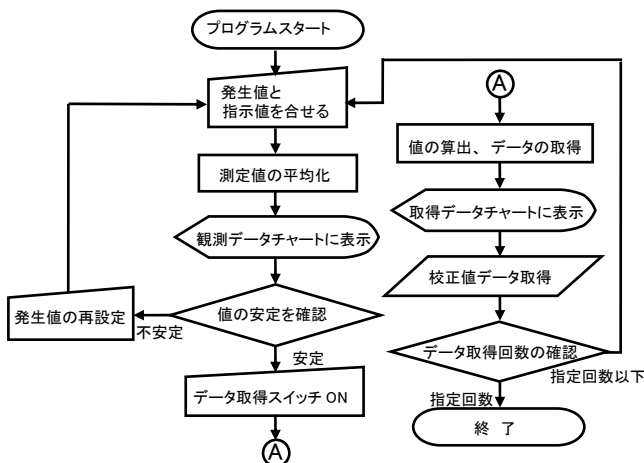 プログラムスタート
発生値と
指示値を合せる
測定値の平均化
観測データチャートに表示
値の安定を確認
不安定
発生値の再設定
安定
データ取得スイッチ ON
A
A
値の算出、データの取得
取得データチャートに表示
校正値データ取得
データ取得回数の確認
指定回数以下
指定回数
終 了